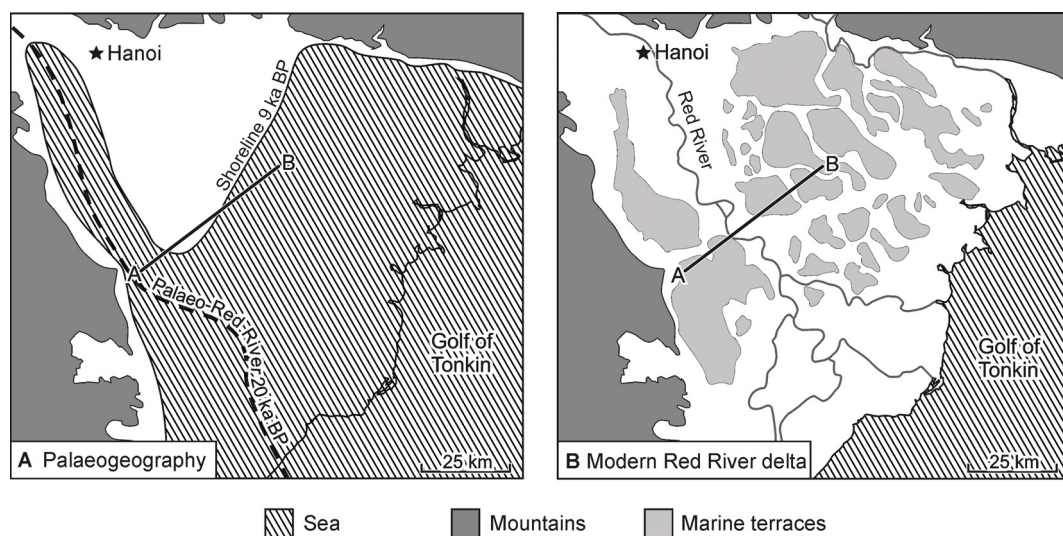 Hanoi
Shoreline 9 ka BP
B
A
Palaeo-Red-River 20 ka BP
Golf of
Tonkin
A Palaeogeography
25 km
Hanoi
Red River
B
A
Golf of
Tonkin
B Modern Red River delta
25 km
Sea
Mountains
Marine terraces